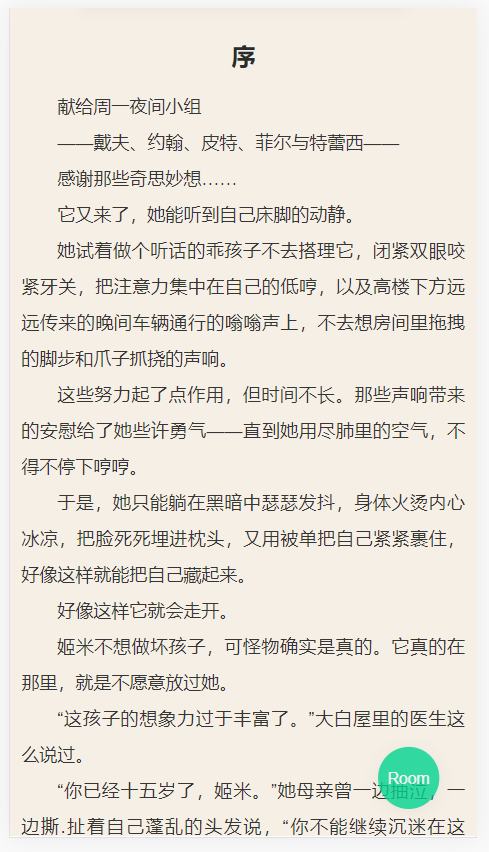 序
献给周一夜间小组
——戴夫、约翰、皮特、菲尔与特蕾西——
感谢那些奇思妙想……
它又来了，她能听到自己床脚的动静。
她试着做个听话的乖孩子不去搭理它，闭紧双眼咬
紧牙关，把注意力集中在自己的低哼，以及高楼下方远
远传来的晚间车辆通行的嗡嗡声上，不去想房间里拖拽
的脚步和爪子抓挠的声响。
这些努力起了点作用，但时间不长。那些声响带来
的安慰给了她些许勇气——直到她用尽肺里的空气，不
得不停下哼哼。
于是，她只能躺在黑暗中瑟瑟发抖，身体火烫内心
冰凉，把脸死死埋进枕头，又用被单把自己紧紧裹住，
好像这样就能把自己藏起来。
好像这样它就会走开。
姬米不想做坏孩子，可怪物确实是真的。它真的在
那里，就是不愿意放过她。
“这孩子的想象力过于丰富了。”大白屋里的医生这
么说过。
“你已经十五岁了，姬米。”她母亲曾一边抽泣，一
边撕.扯着自己蓬乱的头发说，“你不能继续沉迷在这
Room